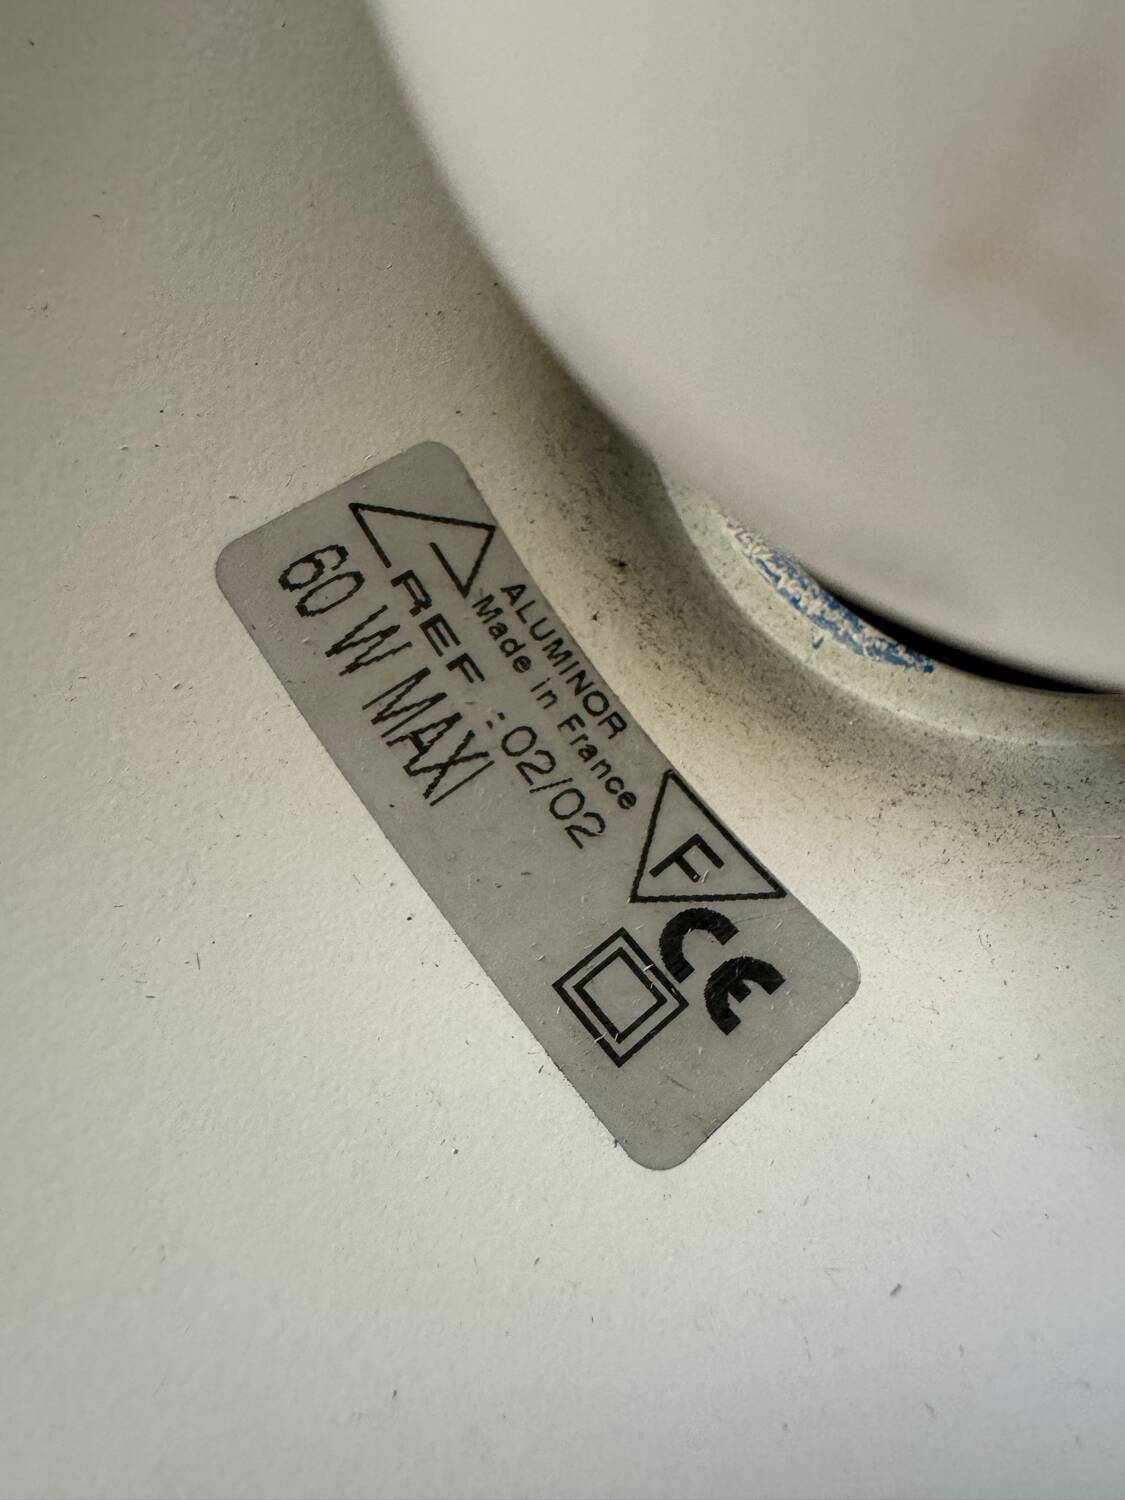 ALUMINOR
Made in France
REF : 02/02
60 W MAXI
F
CE